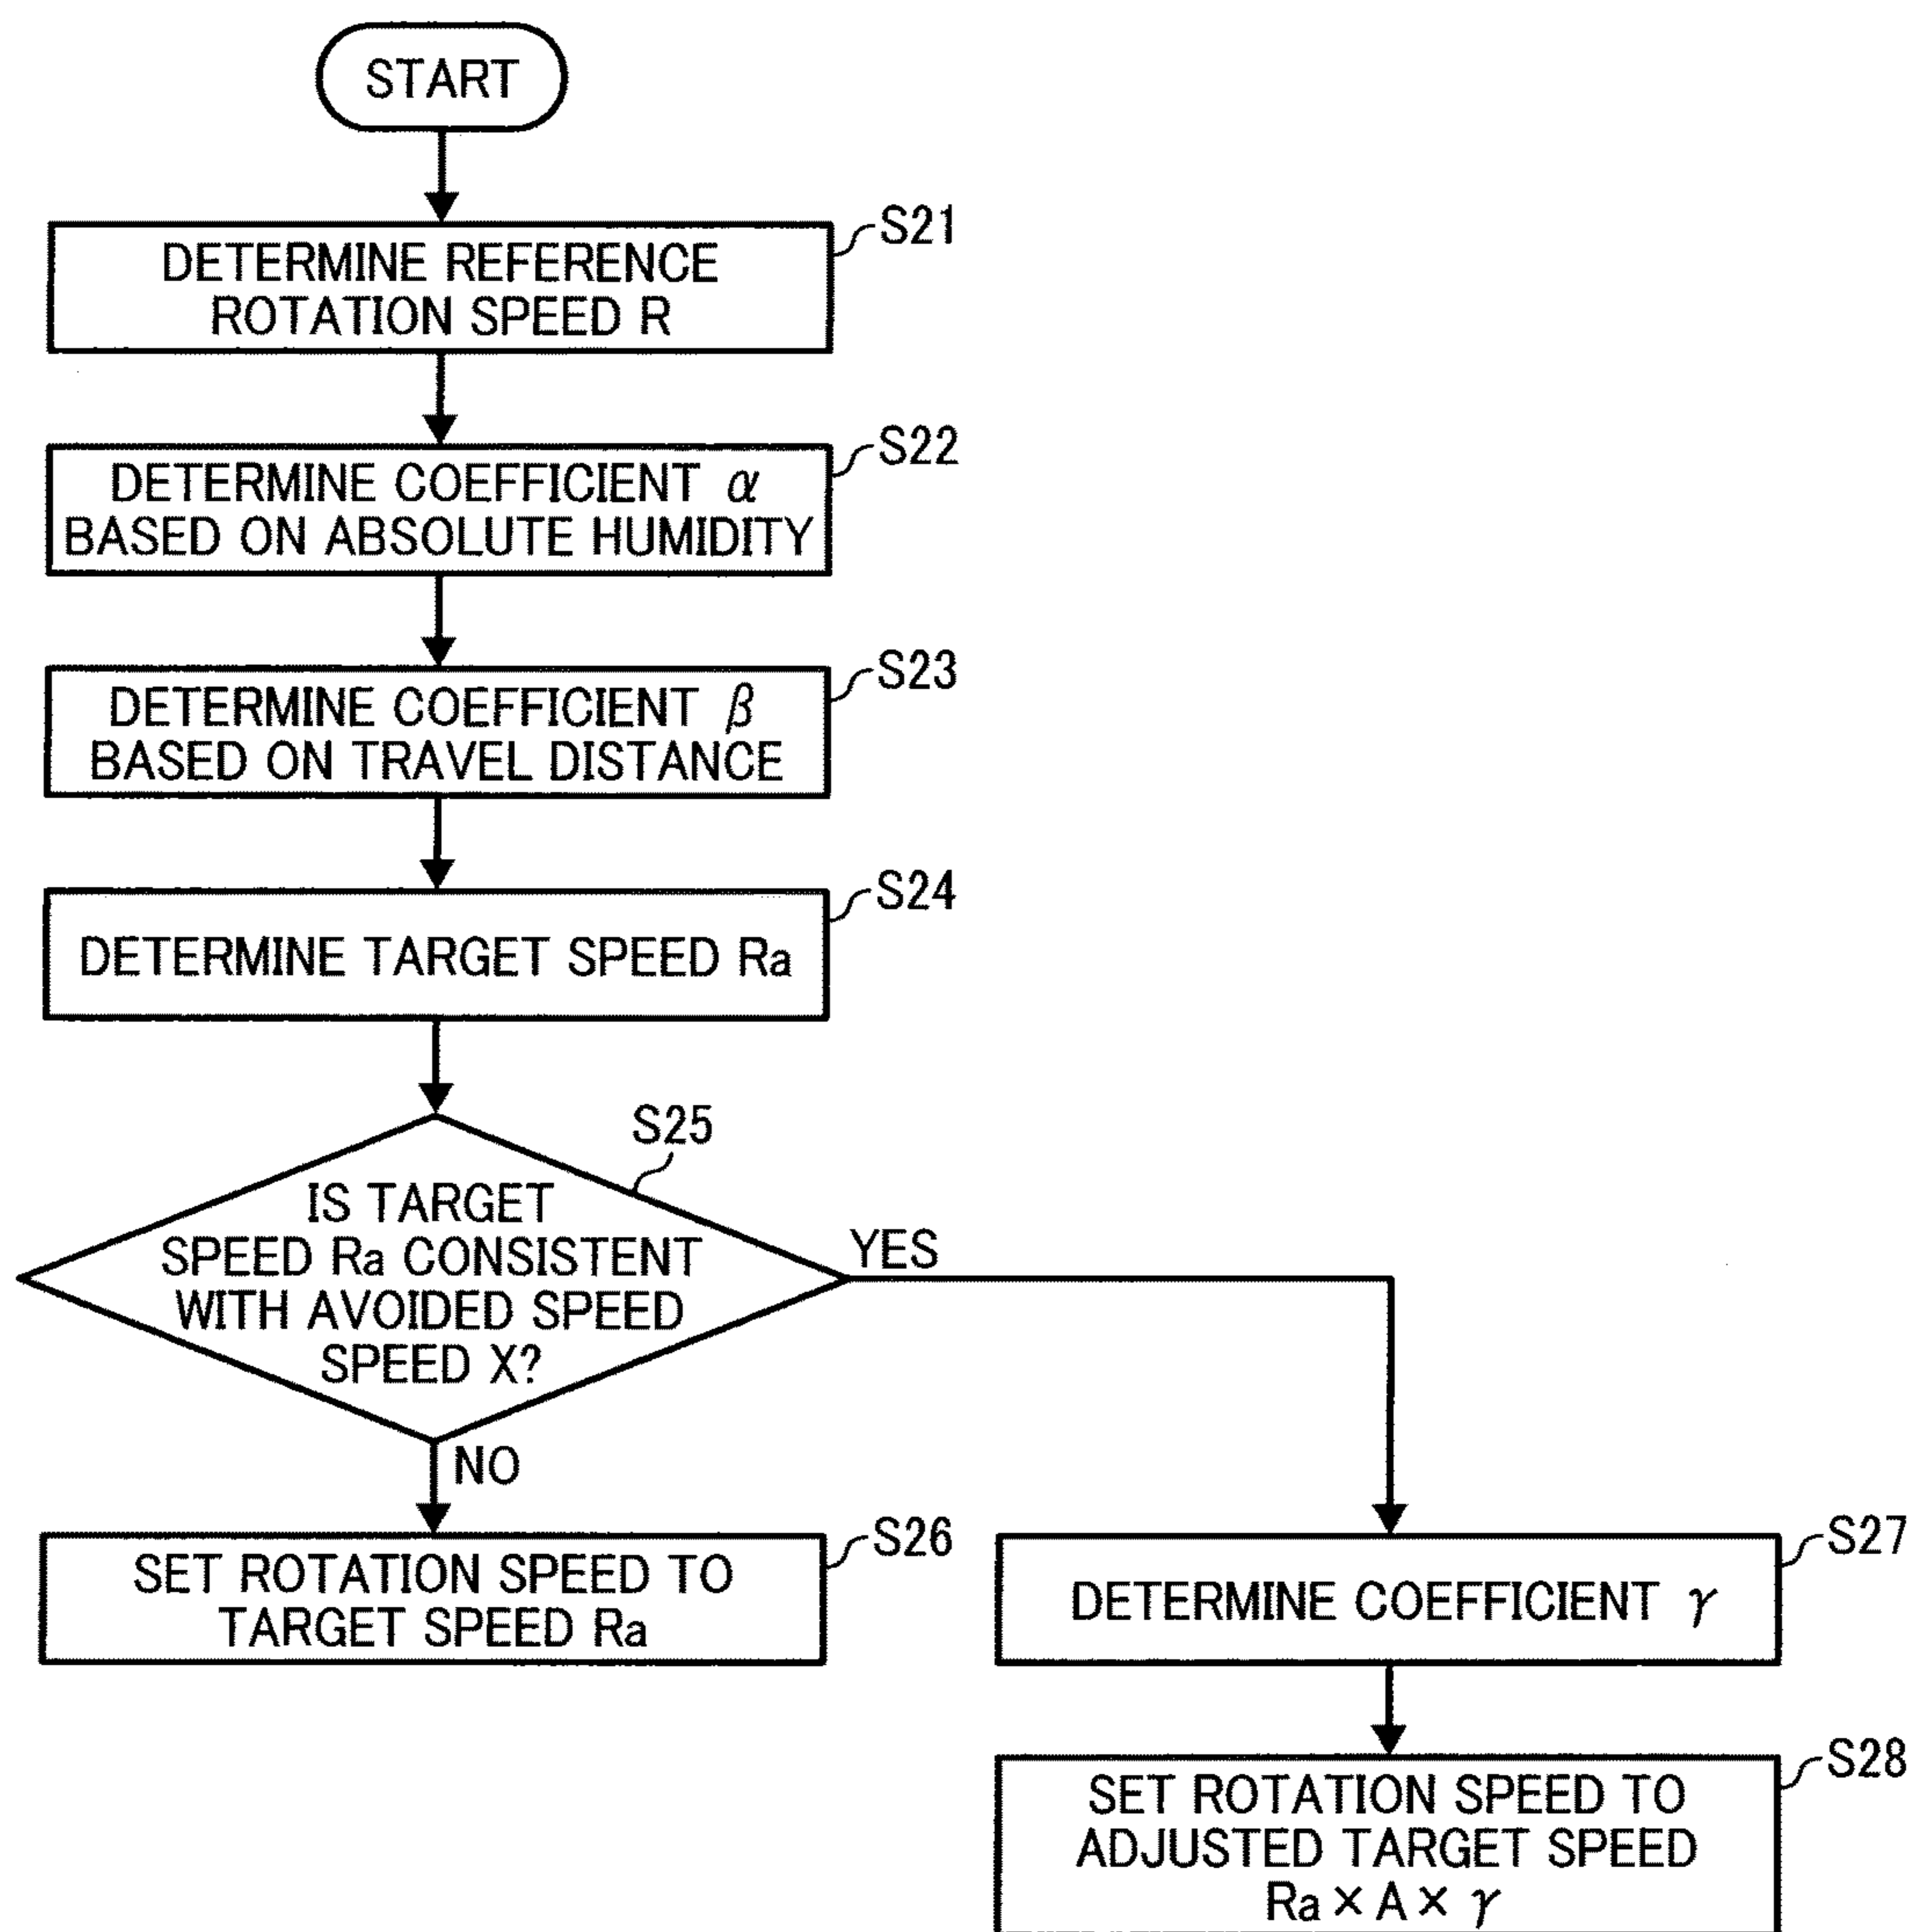 START
S21
DETERMINE REFERENCE
ROTATION SPEED R
S22
DETERMINE COEFFICIENT α
BASED ON ABSOLUTE HUMIDITY
S23
DETERMINE COEFFICIENT β
BASED ON TRAVEL DISTANCE
S24
DETERMINE TARGET SPEED Ra
S25
IS TARGET
SPEED Ra CONSISTENT
WITH AVOIDED SPEED
SPEED X?
YES
NO
S26
SET ROTATION SPEED TO
TARGET SPEED Ra
S27
DETERMINE COEFFICIENT γ
S28
SET ROTATION SPEED TO
ADJUSTED TARGET SPEED
Ra × A × γ